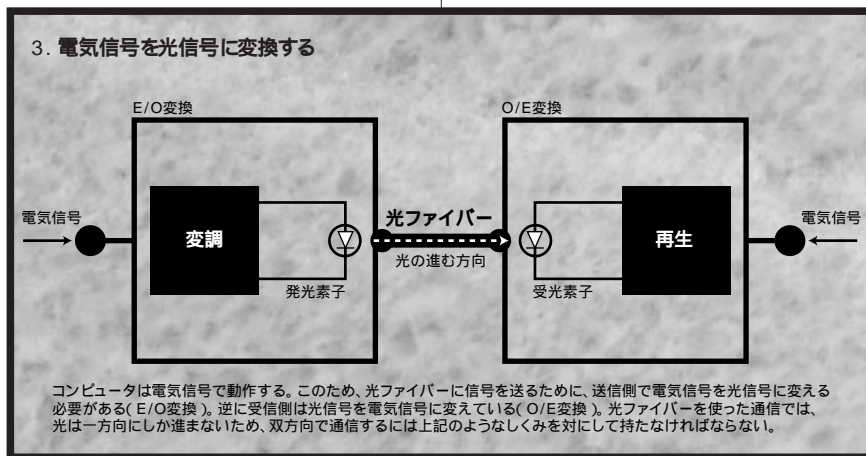 3. 電気信号を光信号に変換する
E/O変換
O/E変換
電気信号
変調
発光素子
光ファイバー
光の進む方向
受光素子
再生
電気信号
コンピュータは電気信号で動作する。このため、光ファイバーに信号を送るために、送信側で電気信号を光信号に変える
必要がある(E/O変換)。逆に受信側は光信号を電気信号に変えている(O/E変換)。光ファイバーを使った通信では、
光は一方向にしか進まないため、双方向で通信するには上記のようなしくみを対にして持たなければならない。